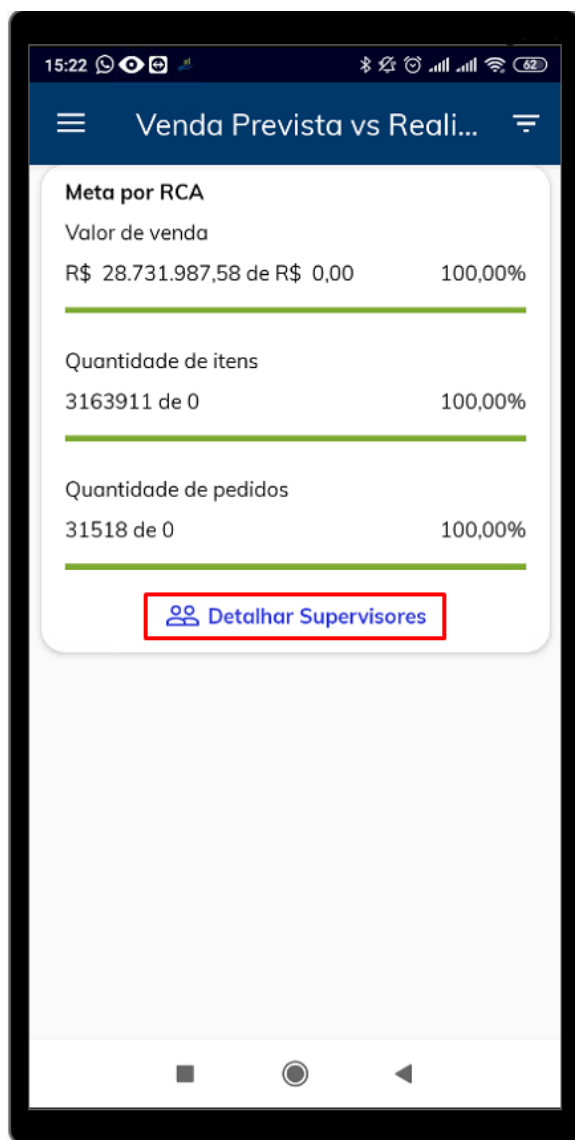 15:22
62
Venda Prevista vs Reali...
Meta por RCA
Valor de venda
R$ 28.731.987,58 de R$ 0,00 100,00%
Quantidade de itens
3163911 de 0 100,00%
Quantidade de pedidos
31518 de 0 100,00%
Detalhar Supervisores